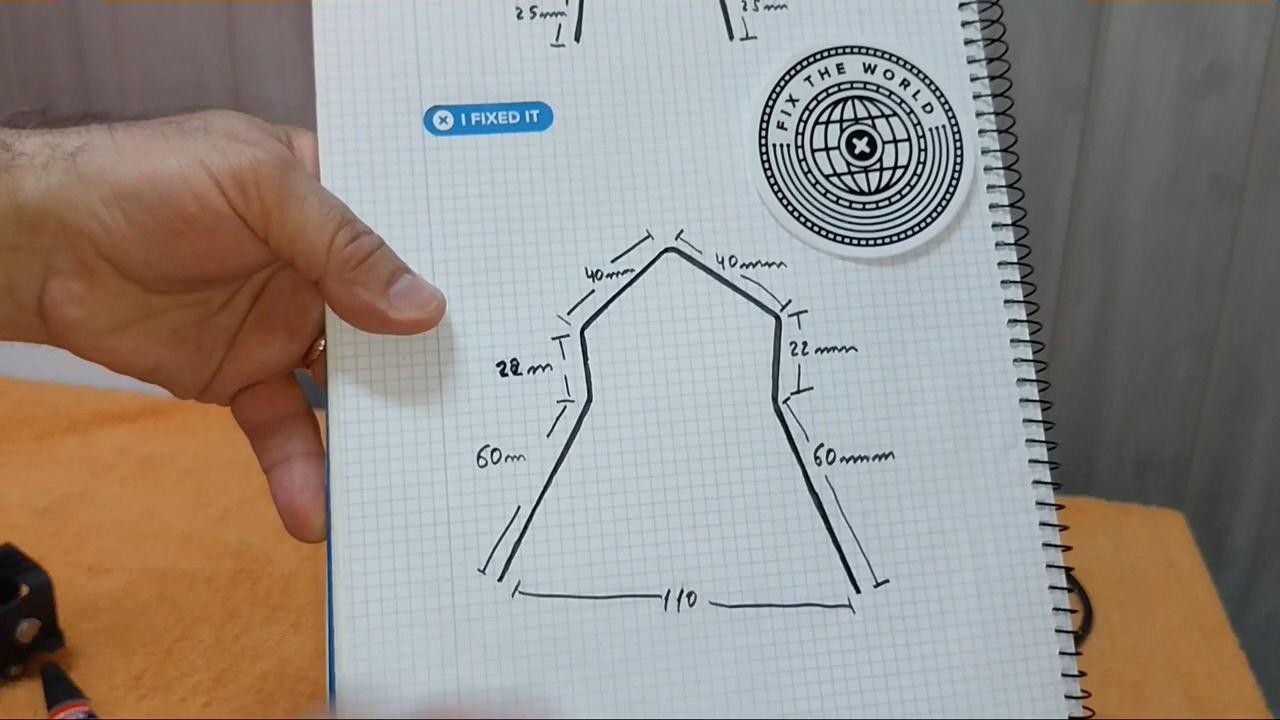 25mm
25mm
I FIXED IT
FIX THE WORLD
40mm
40mm
22m
22mm
60m
60mm
110